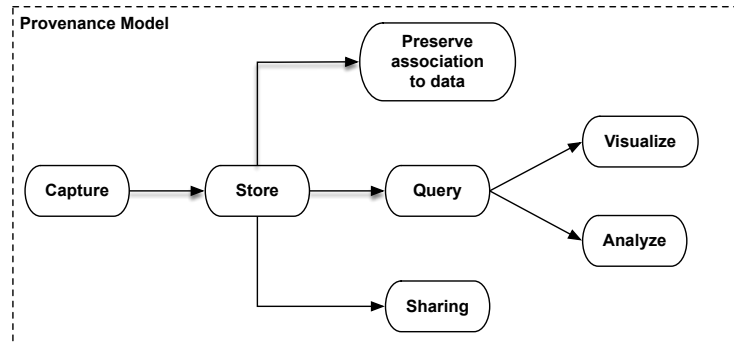 Provenance Model
Preserve
association
to data
Visualize
Capture
Store
Query
Analyze
Sharing